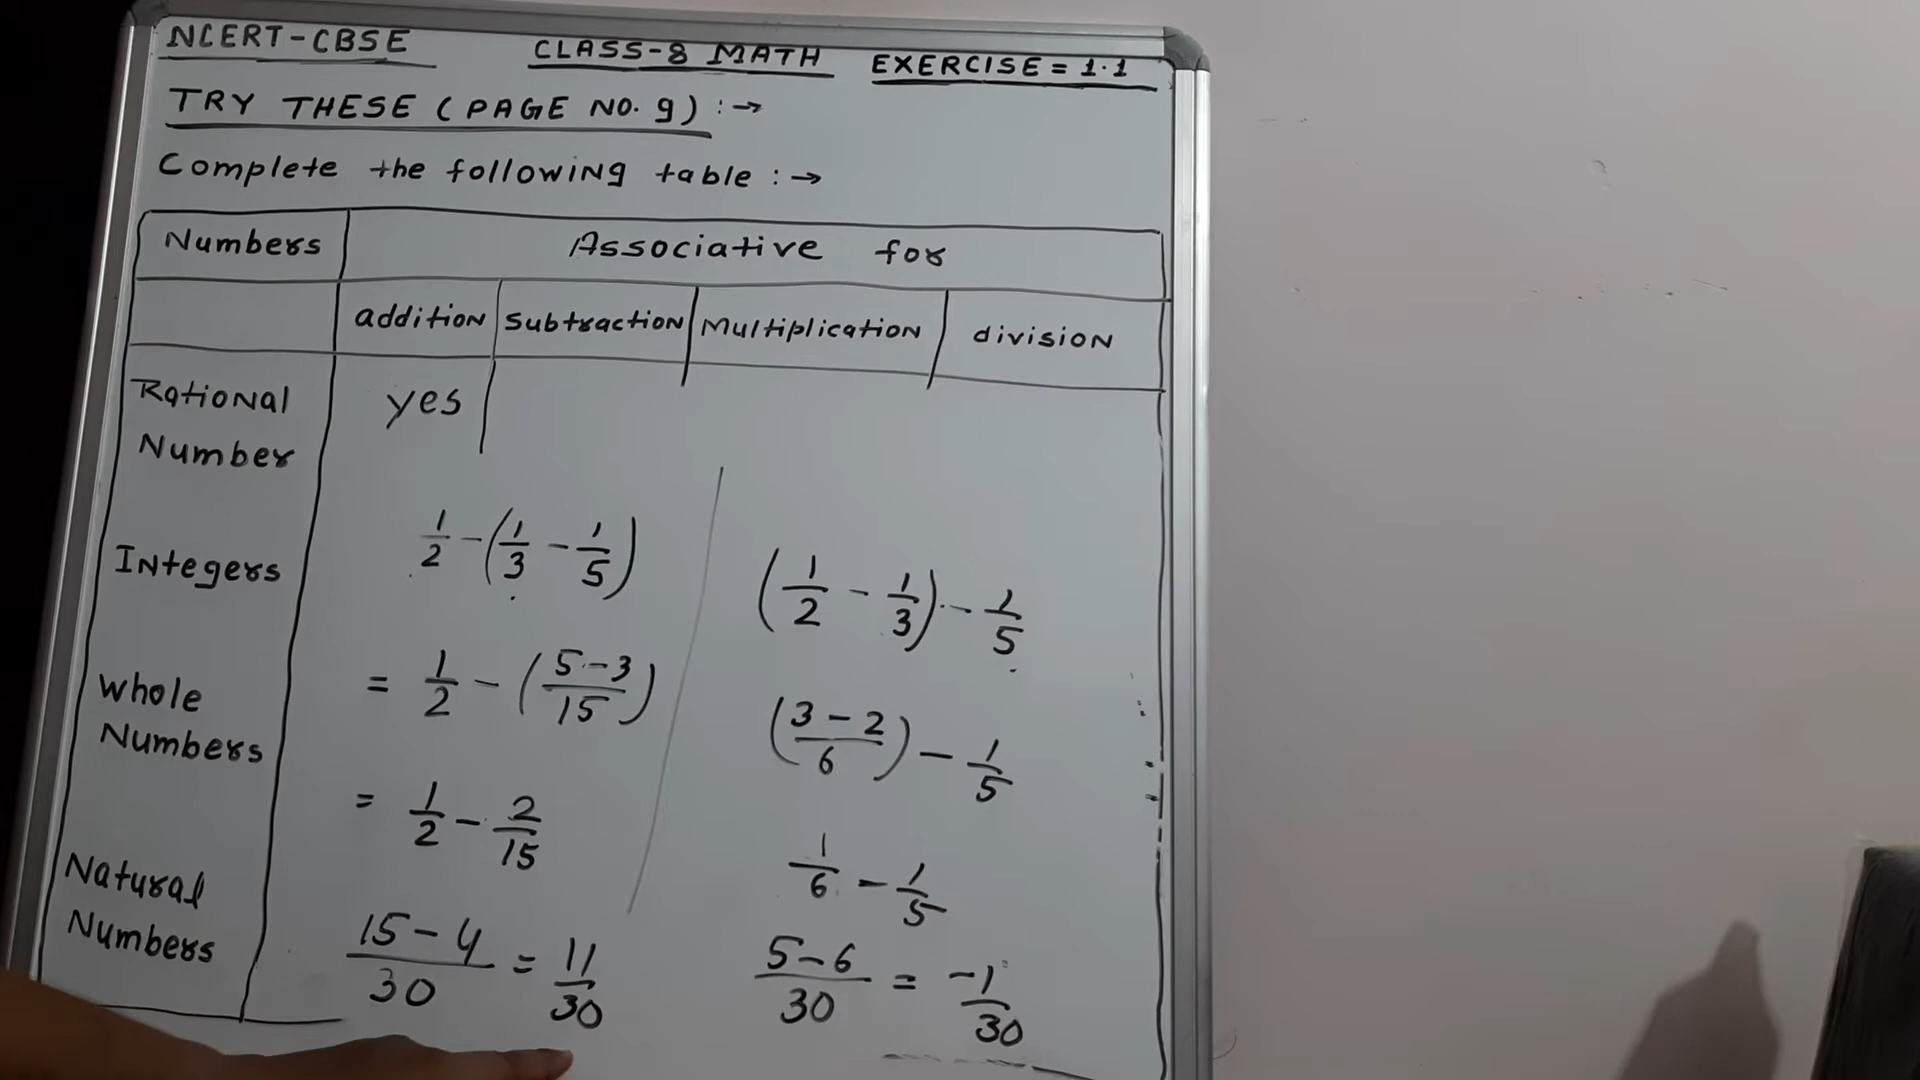 NCERT-CBSE CLASS-8 MATH EXERCISE = 1.1
TRY THESE (PAGE NO. 9) :→
Complete the following table :→
Numbers Associative for
addition Subtraction Multiplication division
Rational Number yes
Integers
Whole Numbers
Natural Numbers
1/2 - (1/3 - 1/5)
= 1/2 - ((5-3)/15)
= 1/2 - 2/15
(15-4)/30 = 11/30
(1/2 - 1/3) - 1/5
((3-2)/6) - 1/5
1/6 - 1/5
(5-6)/30 = -1/30